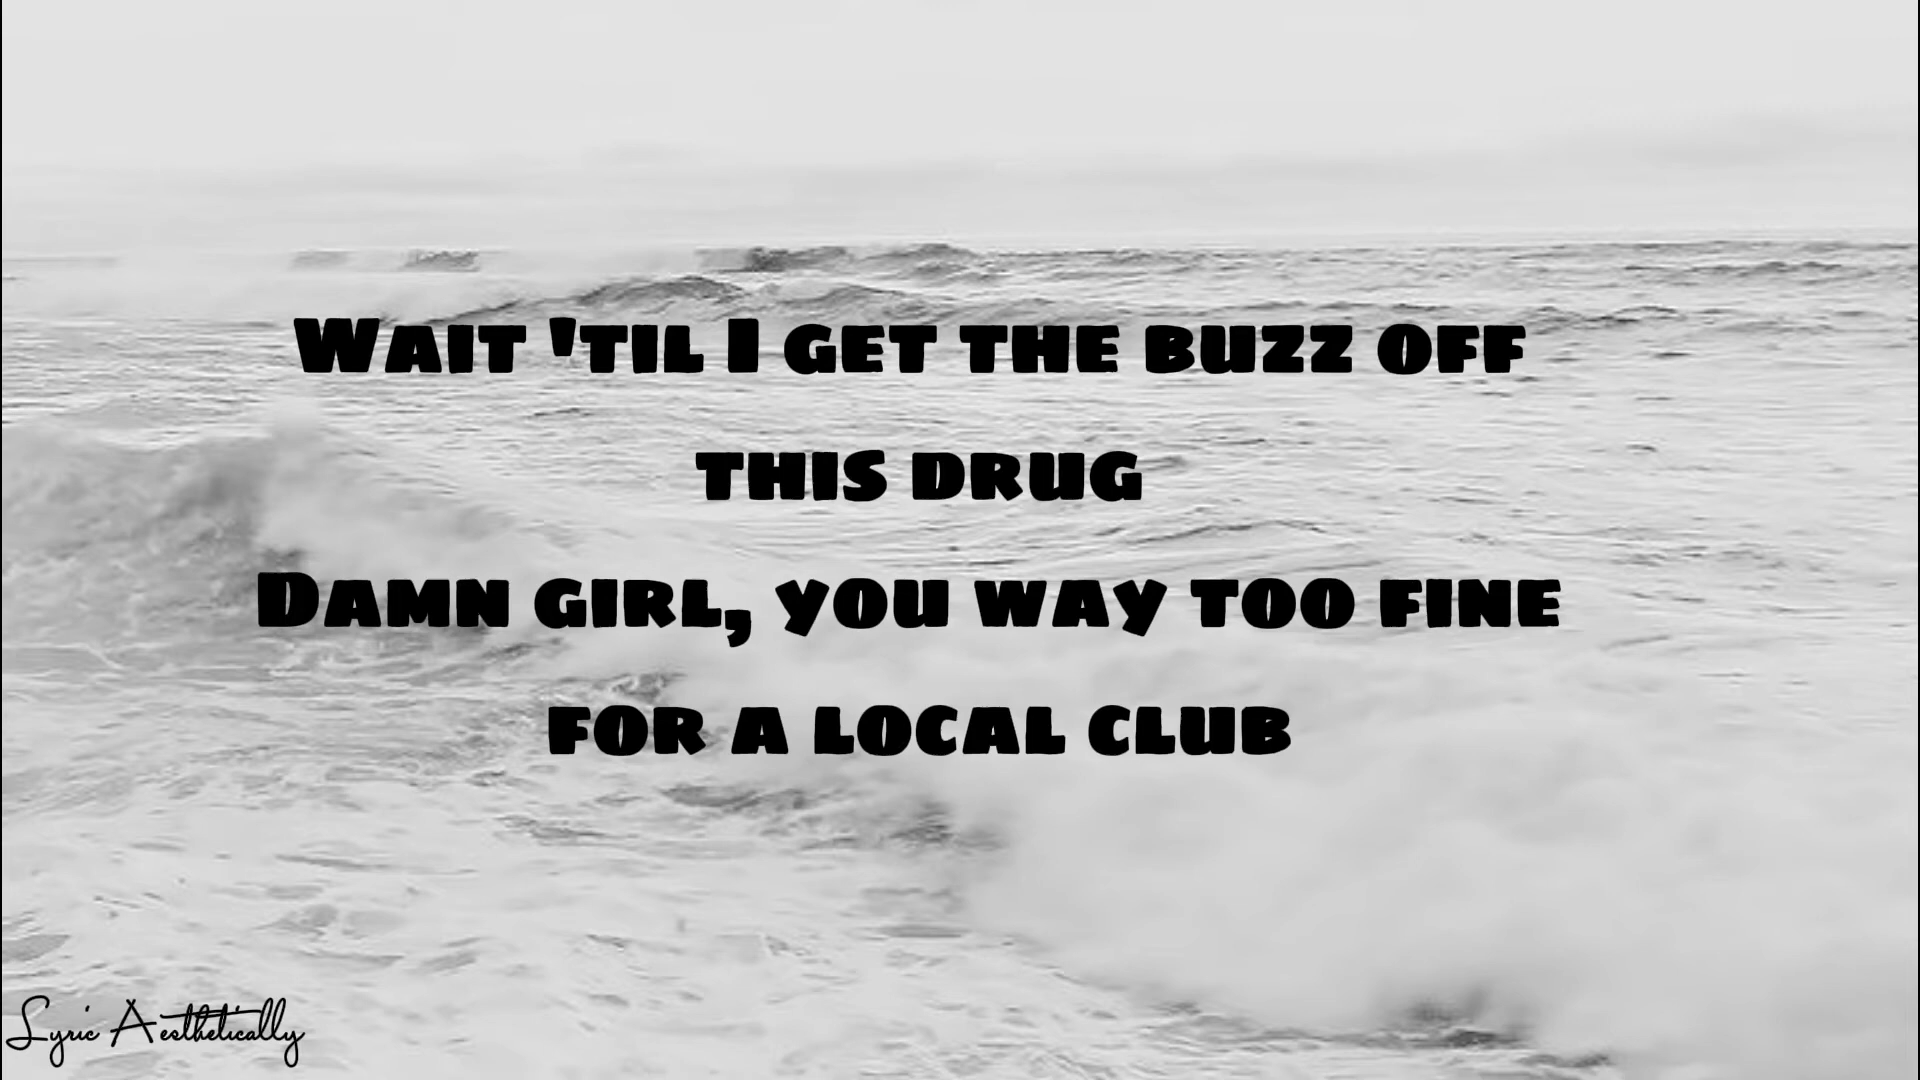 Wait 'til I get the buzz off
this drug
Damn girl, you way too fine
for a local club
Lyric Aesthetically